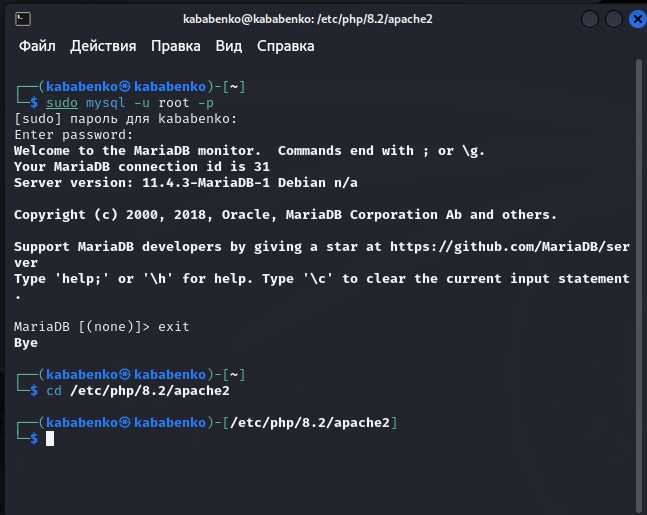 kababenko@kababenko: /etc/php/8.2/apache2
Файл Действия Правка Вид Справка
┌──(kababenko㉿kababenko)-[~]
└─$ sudo mysql -u root -p
[sudo] пароль для kababenko:
Enter password:
Welcome to the MariaDB monitor.  Commands end with ; or \g.
Your MariaDB connection id is 31
Server version: 11.4.3-MariaDB-1 Debian n/a
Copyright (c) 2000, 2018, Oracle, MariaDB Corporation Ab and others.
Support MariaDB developers by giving a star at https://github.com/MariaDB/ser
ver
Type 'help;' or '\h' for help. Type '\c' to clear the current input statement
.
MariaDB [(none)]> exit
Bye
┌──(kababenko㉿kababenko)-[~]
└─$ cd /etc/php/8.2/apache2
┌──(kababenko㉿kababenko)-[/etc/php/8.2/apache2]
└─$